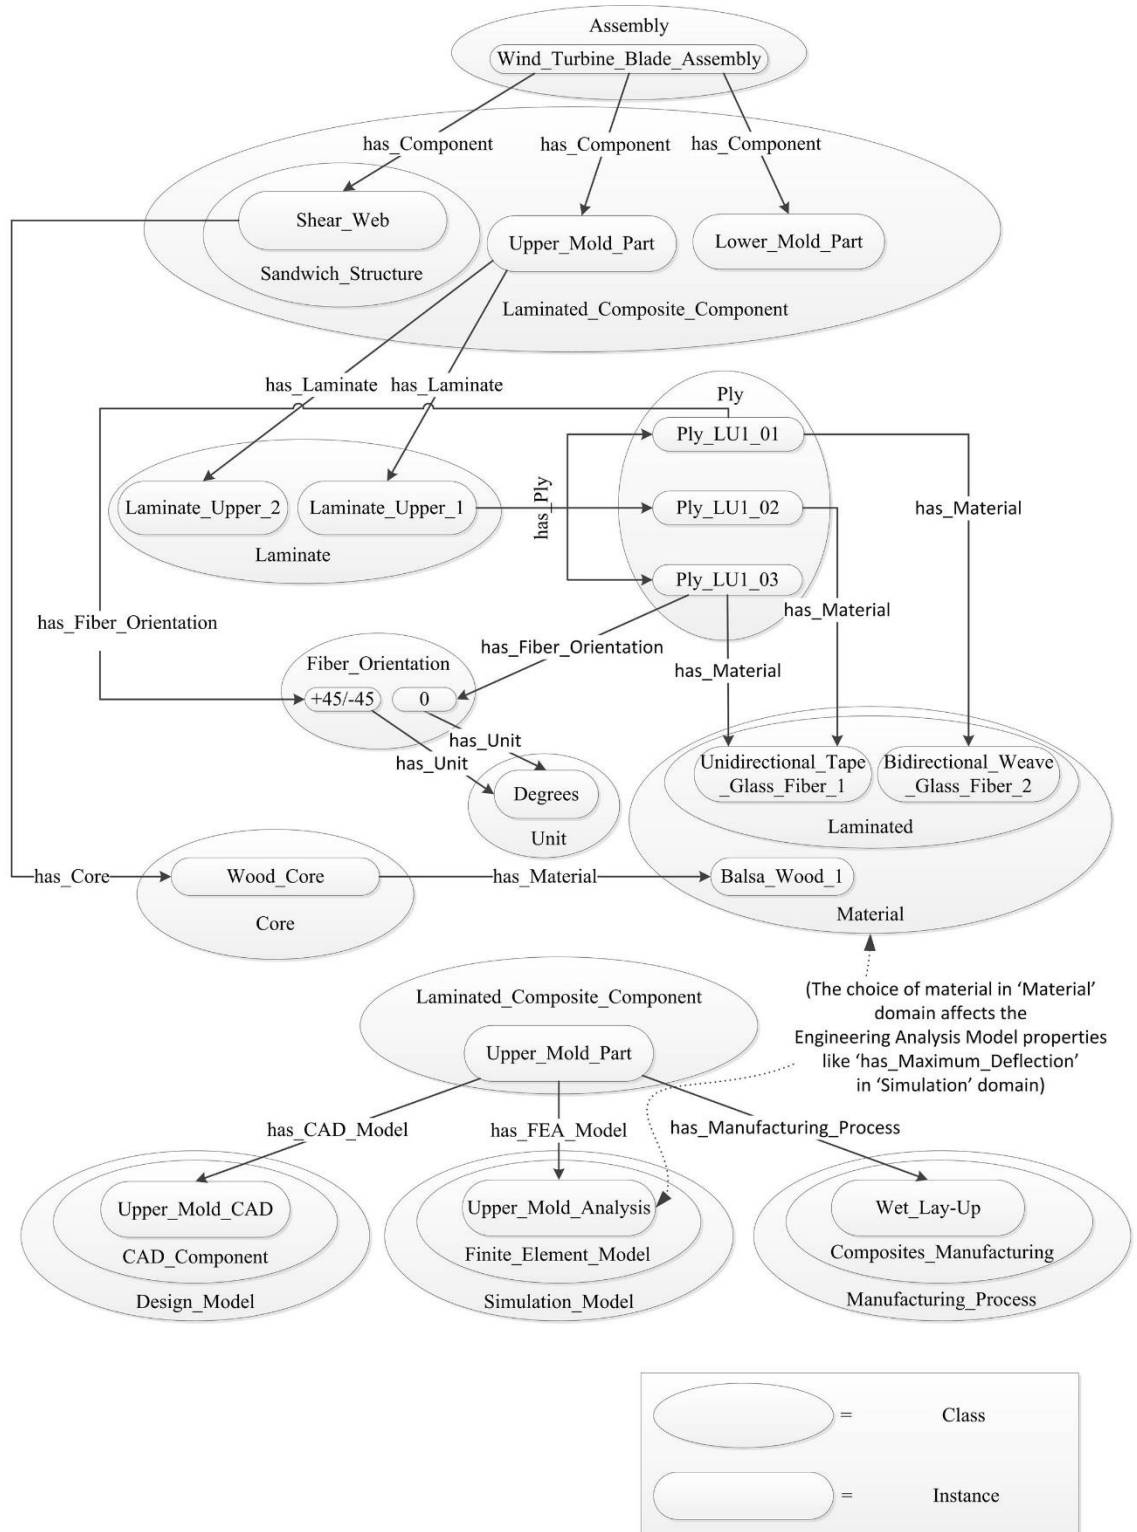 Assembly
Wind_Turbine_Blade_Assembly
has_Component
has_Component
has_Component
Shear_Web
Upper_Mold_Part
Lower_Mold_Part
Sandwich_Structure
Laminated_Composite_Component
has_Laminate
has_Laminate
Ply
Ply_LU1_01
Laminate_Upper_2
Laminate_Upper_1
has_Ply
Ply_LU1_02
has_Material
Laminate
Ply_LU1_03
has_Material
has_Fiber_Orientation
has_Fiber_Orientation
has_Material
Fiber_Orientation
+45/-45
0
has_Unit
has_Unit
Unidirectional_Tape
_Glass_Fiber_1
Bidirectional_Weave
_Glass_Fiber_2
Degrees
Laminated
Unit
has_Core
Wood_Core
has_Material
Balsa_Wood_1
Core
Material
Laminated_Composite_Component
(The choice of material in ‘Material’
domain affects the
Engineering Analysis Model properties
like ‘has_Maximum_Deflection’
in ‘Simulation’ domain)
Upper_Mold_Part
has_CAD_Model
has_FEA_Model
has_Manufacturing_Process
Upper_Mold_CAD
Upper_Mold_Analysis
Wet_Lay-Up
CAD_Component
Finite_Element_Model
Composites_Manufacturing
Design_Model
Simulation_Model
Manufacturing_Process
= Class
= Instance